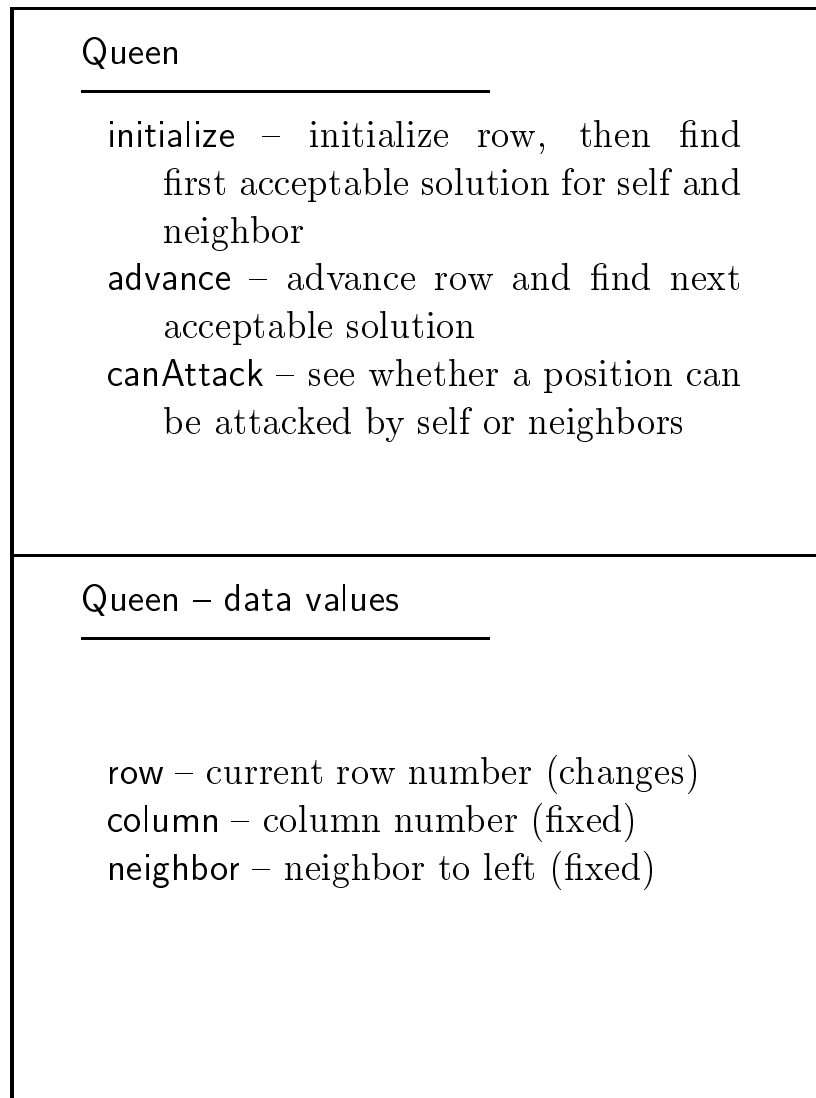 Queen
initialize – initialize row, then find
first acceptable solution for self and
neighbor
advance – advance row and find next
acceptable solution
canAttack – see whether a position can
be attacked by self or neighbors
Queen – data values
row – current row number (changes)
column – column number (fixed)
neighbor – neighbor to left (fixed)